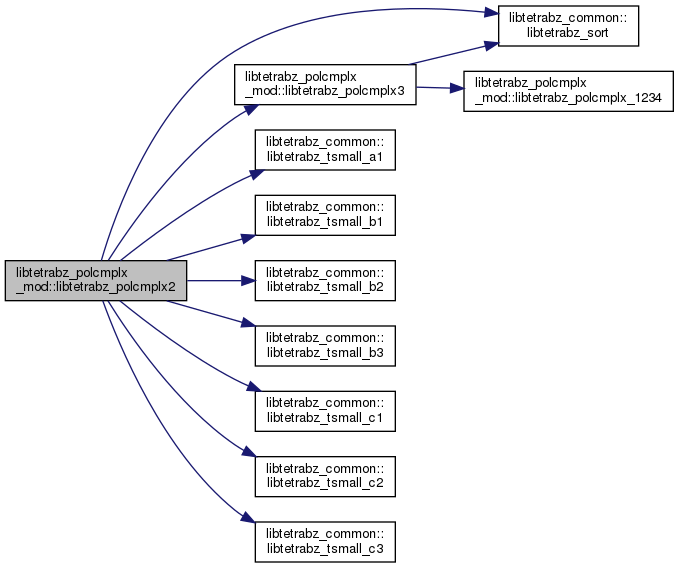 libtetrabz_common::
libtetrabz_sort
libtetrabz_polcmplx
_mod::libtetrabz_polcmplx3
libtetrabz_polcmplx
_mod::libtetrabz_polcmplx_1234
libtetrabz_common::
libtetrabz_tsmall_a1
libtetrabz_common::
libtetrabz_tsmall_b1
libtetrabz_polcmplx
_mod::libtetrabz_polcmplx2
libtetrabz_common::
libtetrabz_tsmall_b2
libtetrabz_common::
libtetrabz_tsmall_b3
libtetrabz_common::
libtetrabz_tsmall_c1
libtetrabz_common::
libtetrabz_tsmall_c2
libtetrabz_common::
libtetrabz_tsmall_c3